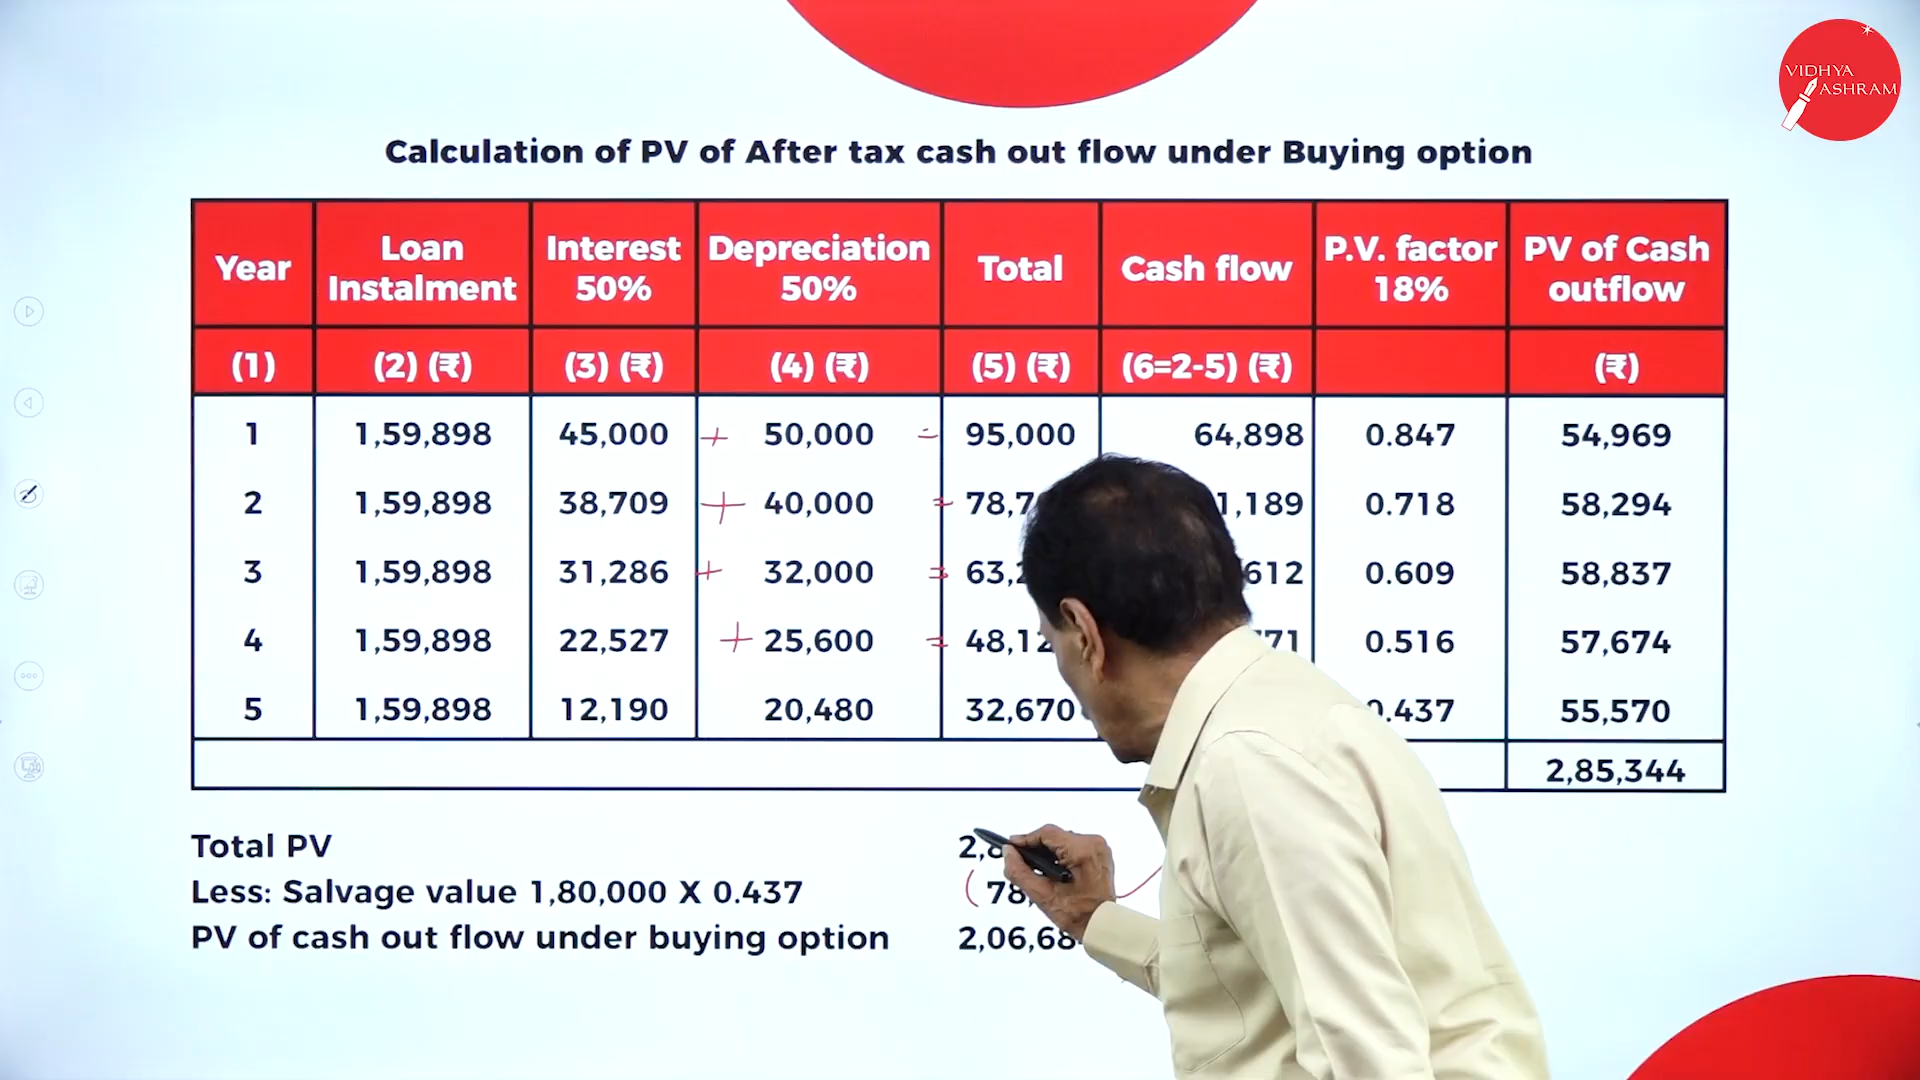 VIDHYA
ASHRAM
Calculation of PV of After tax cash out flow under Buying option
Year Loan Instalment Interest 50% Depreciation 50% Total Cash flow P.V. factor 18% PV of Cash outflow
(1) (2) (₹) (3) (₹) (4) (₹) (5) (₹) (6=2-5) (₹) (₹)
1 1,59,898 45,000 + 50,000 = 95,000 64,898 0.847 54,969
2 1,59,898 38,709 + 40,000 = 0.718 58,294
3 1,59,898 31,286 + 32,000 = 0.609 58,837
4 1,59,898 22,527 + 25,600 = 0.516 57,674
5 1,59,898 12,190 20,480 32,670 55,570
2,85,344
Total PV
Less: Salvage value 1,80,000 X 0.437
PV of cash out flow under buying option